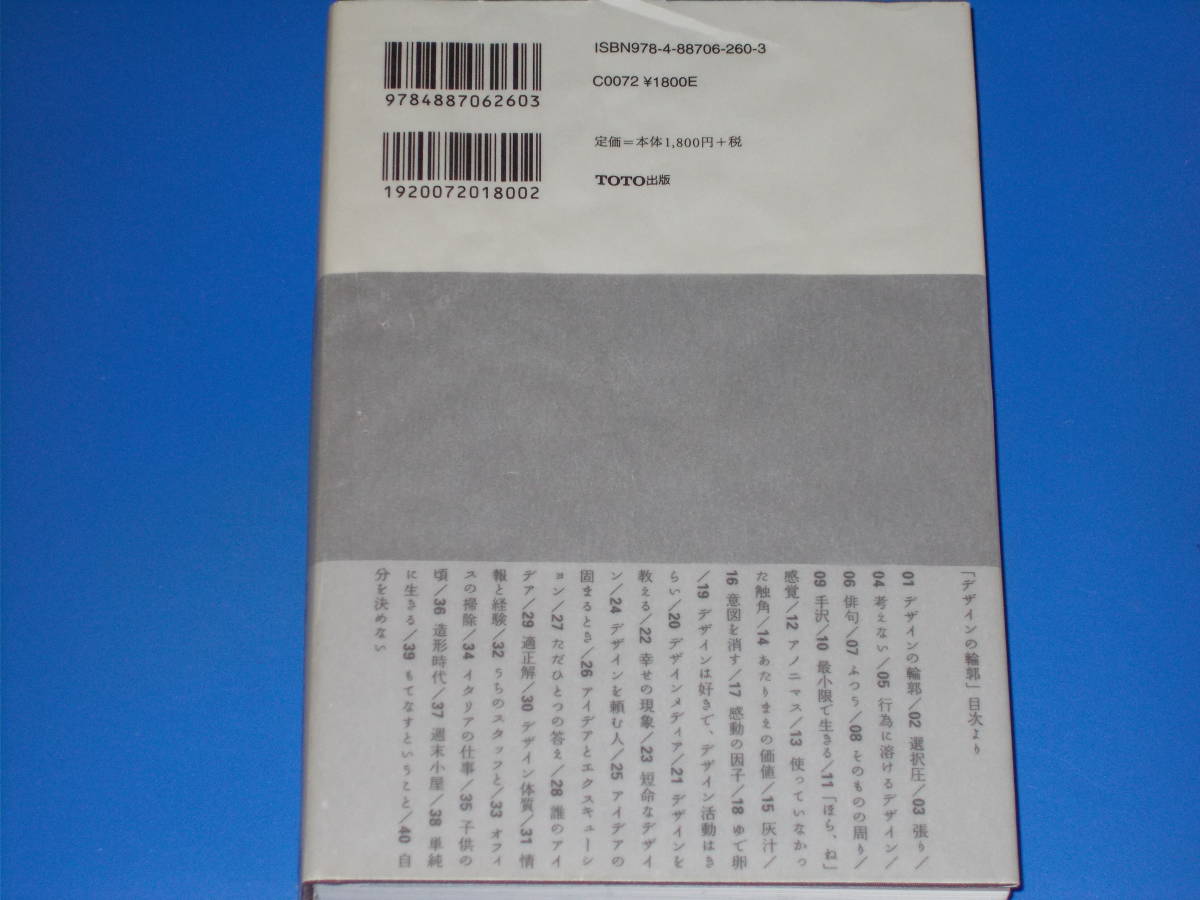 9784887062603
ISBN978-4-88706-260-3
C0072 ¥1800E
1920072018002
定価＝本体1,800円＋税
TOTO出版
「デザインの輪郭」目次より
01 デザインの輪郭/02 選択圧/03 張り/
04 考えない/05 行為に溶けるデザイン/
06 俳句/07 ふつう/08 そのものの周り/
09 手沢/10 最小限で生きる/11「ほら、ね」
感覚/12 アノニマス/13 使っていなかっ
た触角/14 あたりまえの価値/15 灰汁/
16 意図を消す/17 感動の因子/18 ゆで卵
/19 デザインは好きで、デザイン活動はき
らい/20 デザインメディア/21 デザインを
教える/22 幸せの現象/23 短命なデザイ
ン/24 デザインを頼む人/25 アイデアの
固まるとき/26 アイデアとエクスキューシ
ョン/27 ただひとつの答え/28 誰のアイ
デア/29 適正解/30 デザイン体質/31 情
報と経験/32 うちのスタッフと/33 オフィ
スの掃除/34 イタリアの仕事/35 子供の
頃/36 造形時代/37 週末小屋/38 単純
に生きる/39 もてなすということ/40 自
分を決めない